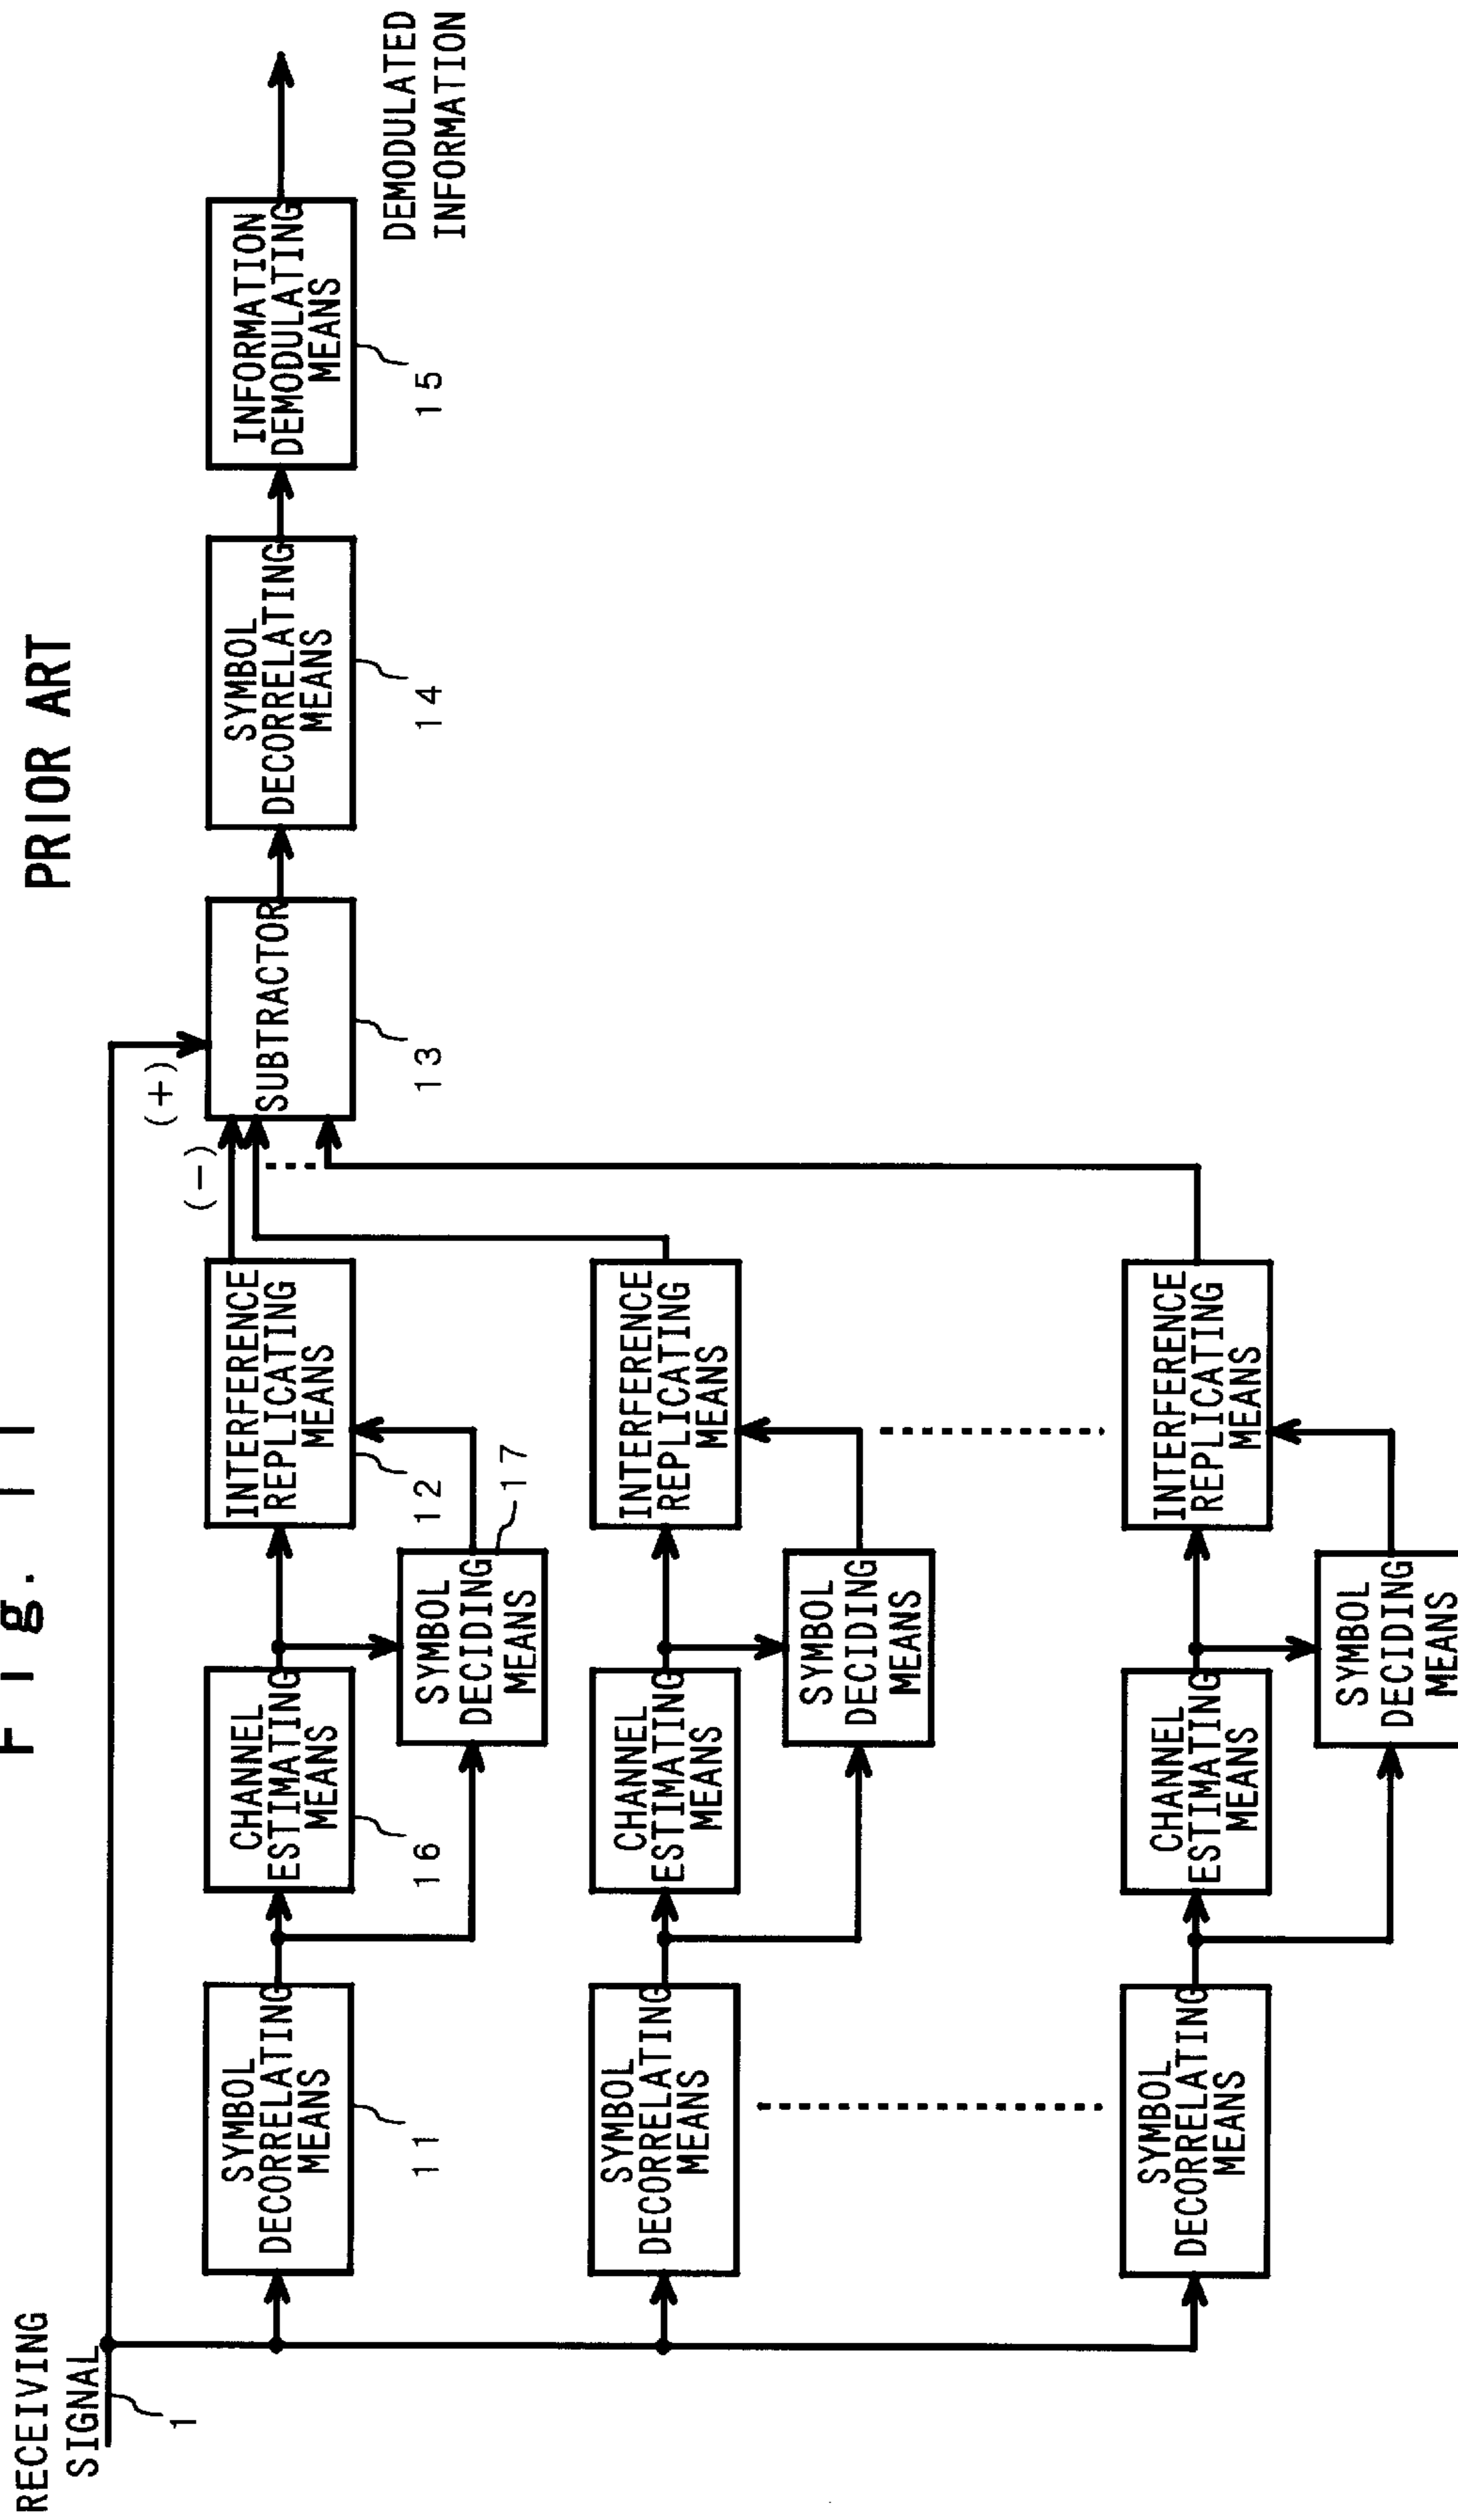 Fig. 11
PRIOR ART
RECEIVING
SIGNAL
1
(+)
(-)
SYMBOL
DECORRELATING
MEANS
11
CHANNEL
ESTIMATING
MEANS
16
INTERFERENCE
REPLICATING
MEANS
12
SUBTRACTOR
13
SYMBOL
DECORRELATING
MEANS
14
INFORMATION
DEMODULATING
MEANS
15
DEMODULATED
INFORMATION
SYMBOL
DECIDING
MEANS
17
SYMBOL
DECORRELATING
MEANS
CHANNEL
ESTIMATING
MEANS
INTERFERENCE
REPLICATING
MEANS
SYMBOL
DECIDING
MEANS
SYMBOL
DECORRELATING
MEANS
CHANNEL
ESTIMATING
MEANS
INTERFERENCE
REPLICATING
MEANS
SYMBOL
DECIDING
MEANS